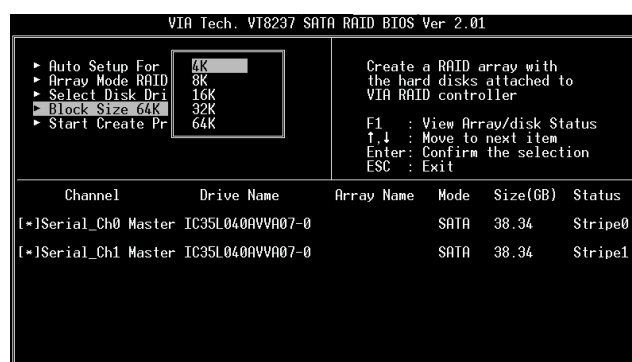 VIA Tech. VT8237 SATA RAID BIOS Ver 2.01
► Auto Setup For
► Array Mode RAID
► Select Disk Dri
► Block Size 64K
► Start Create Pr
4K
8K
16K
32K
64K
Create a RAID array with
the hard disks attached to
VIA RAID controller
F1 : View Array/disk Status
↑,↓ : Move to next item
Enter: Confirm the selection
ESC : Exit
Channel Drive Name Array Name Mode Size(GB) Status
[*]Serial_Ch0 Master IC35L040AVVA07-0 SATA 38.34 Stripe0
[*]Serial_Ch1 Master IC35L040AVVA07-0 SATA 38.34 Stripe1